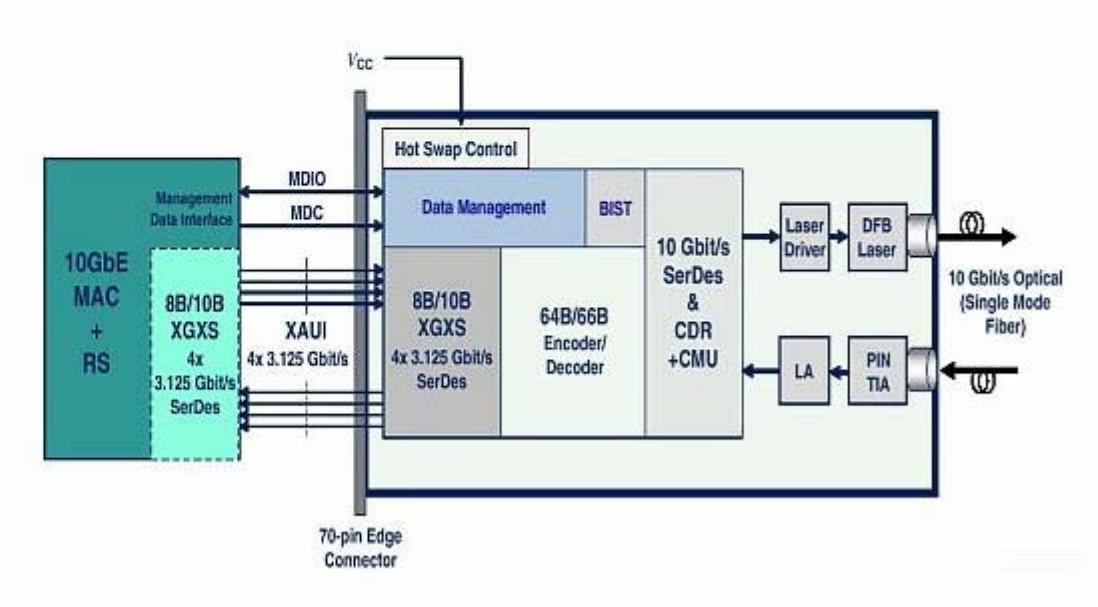 VCC
Hot Swap Control
Management
Data Interface
MDIO
MDC
Data Management
BIST
10GbE
MAC
+
RS
8B/10B
XGXS
4x
3.125 Gbit/s
SerDes
XAUI
4x 3.125 Gbit/s
8B/10B
XGXS
4x 3.125 Gbit/s
SerDes
64B/66B
Encoder/
Decoder
10 Gbit/s
SerDes
&
CDR
+CMU
Laser
Driver
DFB
Laser
LA
PIN
TIA
10 Gbit/s Optical
(Single Mode
Fiber)
70-pin Edge
Connector